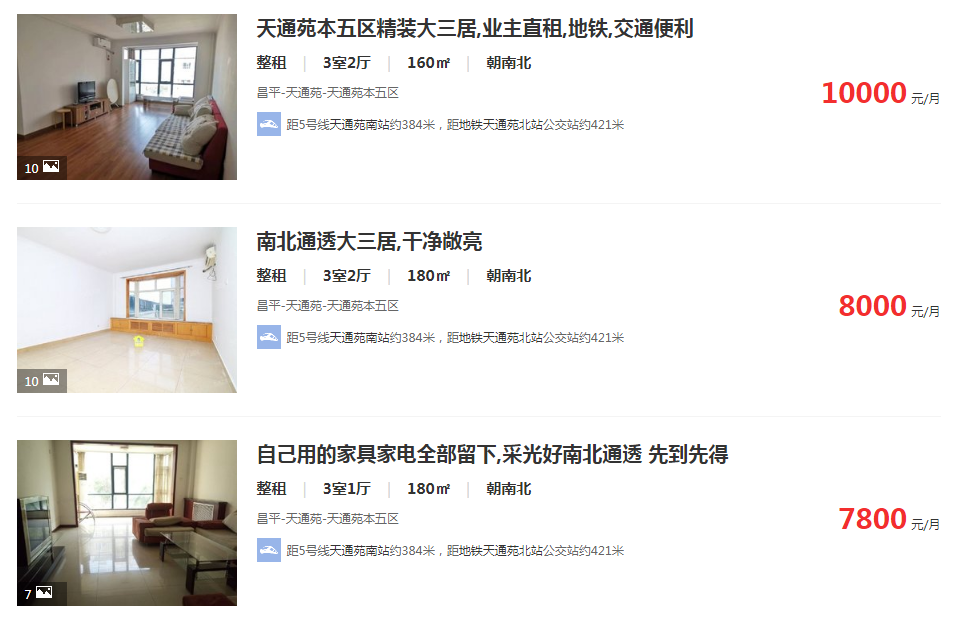 天通苑本五区精装大三居,业主直租,地铁,交通便利
整租 | 3室2厅 | 160㎡ | 朝南北
昌平-天通苑-天通苑本五区
10000 元/月
距5号线天通苑南站约384米，距地铁天通苑北站公交站约421米
10
南北通透大三居,干净敞亮
整租 | 3室2厅 | 180㎡ | 朝南北
昌平-天通苑-天通苑本五区
8000 元/月
距5号线天通苑南站约384米，距地铁天通苑北站公交站约421米
10
自己用的家具家电全部留下,采光好南北通透 先到先得
整租 | 3室1厅 | 180㎡ | 朝南北
昌平-天通苑-天通苑本五区
7800 元/月
距5号线天通苑南站约384米，距地铁天通苑北站公交站约421米
7